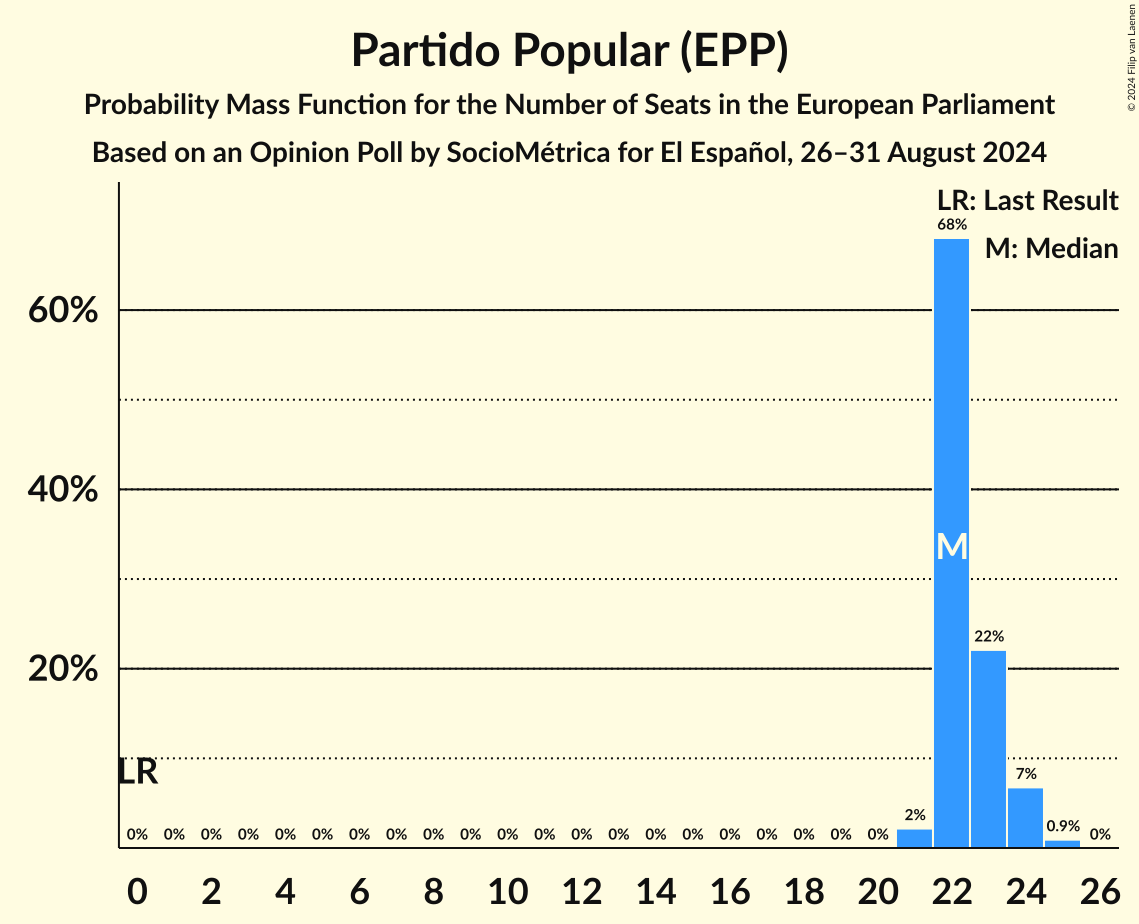 Partido Popular (EPP)
Probability Mass Function for the Number of Seats in the European Parliament
Based on an Opinion Poll by SocioMétrica for El Español, 26–31 August 2024
© 2024 Filip van Laenen
LR: Last Result
M: Median
68%
60%
40%
M
22%
20%
LR
7%
2%
0.9%
0% 0% 0% 0% 0% 0% 0% 0% 0% 0% 0% 0% 0% 0% 0% 0% 0% 0% 0% 0% 0% 0%
0 2 4 6 8 10 12 14 16 18 20 22 24 26